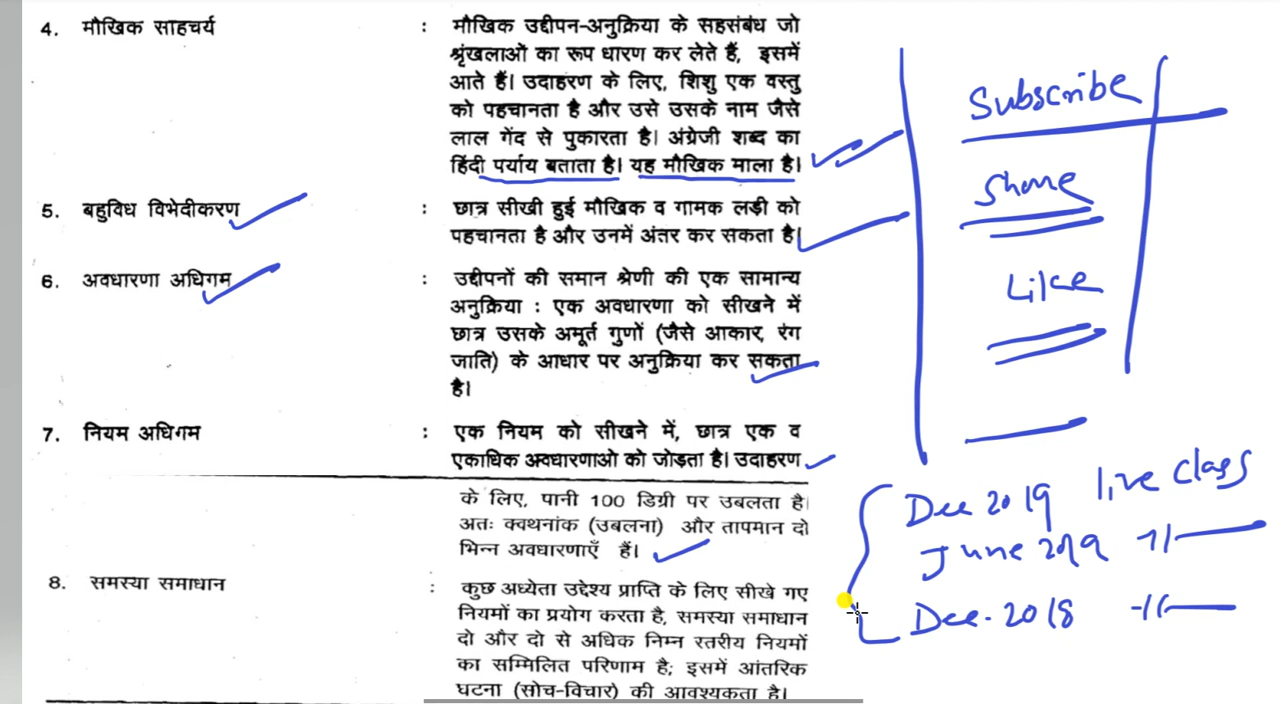 4. मौखिक साहचर्य : मौखिक उद्दीपन-अनुक्रिया के सहसंबंध जो
श्रृंखलाओं का रूप धारण कर लेते हैं, इसमें
आते हैं। उदाहरण के लिए, शिशु एक वस्तु
को पहचानता है और उसे उसके नाम जैसे
लाल गेंद से पुकारता है। अंग्रेजी शब्द का
हिंदी पर्याय बताता है। यह मौखिक माला है।
5. बहुविध विभेदीकरण : छात्र सीखी हुई मौखिक व गामक लड़ी को
पहचानता है और उनमें अंतर कर सकता है।
6. अवधारणा अधिगम : उद्दीपनों की समान श्रेणी की एक सामान्य
अनुक्रिया : एक अवधारणा को सीखने में
छात्र उसके अमूर्त गुणों (जैसे आकार, रंग
जाति) के आधार पर अनुक्रिया कर सकता
है।
7. नियम अधिगम : एक नियम को सीखने में, छात्र एक व
एकाधिक अवधारणाओ को जोड़ता है। उदाहरण
के लिए, पानी 100 डिग्री पर उबलता है।
अतः क्वथनांक (उबलना) और तापमान दो
भिन्न अवधारणाएँ हैं।
8. समस्या समाधान : कुछ अध्येता उद्देश्य प्राप्ति के लिए सीखे गए
नियमों का प्रयोग करता है, समस्या समाधान
दो और दो से अधिक निम्न स्तरीय नियमों
का सम्मिलित परिणाम है; इसमें आंतरिक
घटना (सोच-विचार) की आवश्यकता है।
Subscribe
Share
Like
Dec 2019 live class
June 2019 -11-
Dec. 2018 -11-